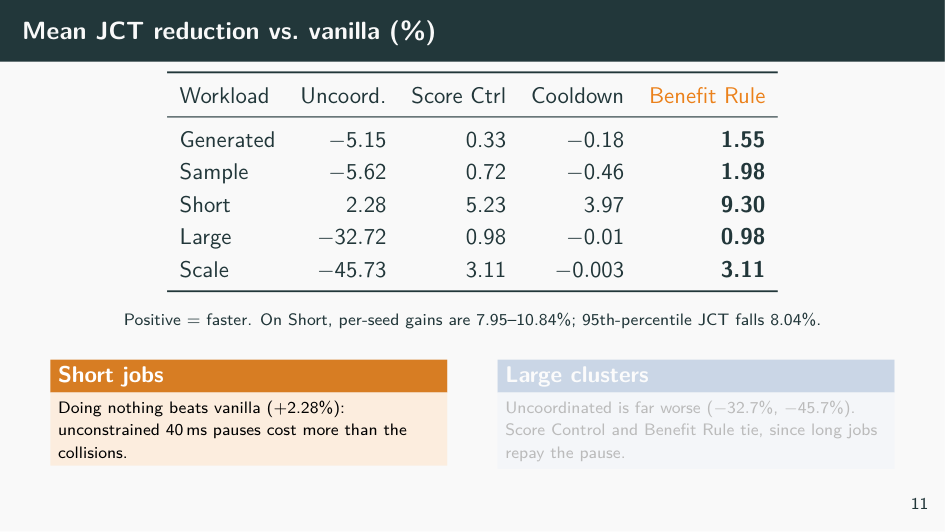 Mean JCT reduction vs. vanilla (%)
Workload Uncoord. Score Ctrl Cooldown Benefit Rule
Generated −5.15 0.33 −0.18 1.55
Sample −5.62 0.72 −0.46 1.98
Short 2.28 5.23 3.97 9.30
Large −32.72 0.98 −0.01 0.98
Scale −45.73 3.11 −0.003 3.11
Positive = faster. On Short, per-seed gains are 7.95–10.84%; 95th-percentile JCT falls 8.04%.
Short jobs
Doing nothing beats vanilla (+2.28%):
unconstrained 40 ms pauses cost more than the
collisions.
Large clusters
Uncoordinated is far worse (−32.7%, −45.7%).
Score Control and Benefit Rule tie, since long jobs
repay the pause.
11